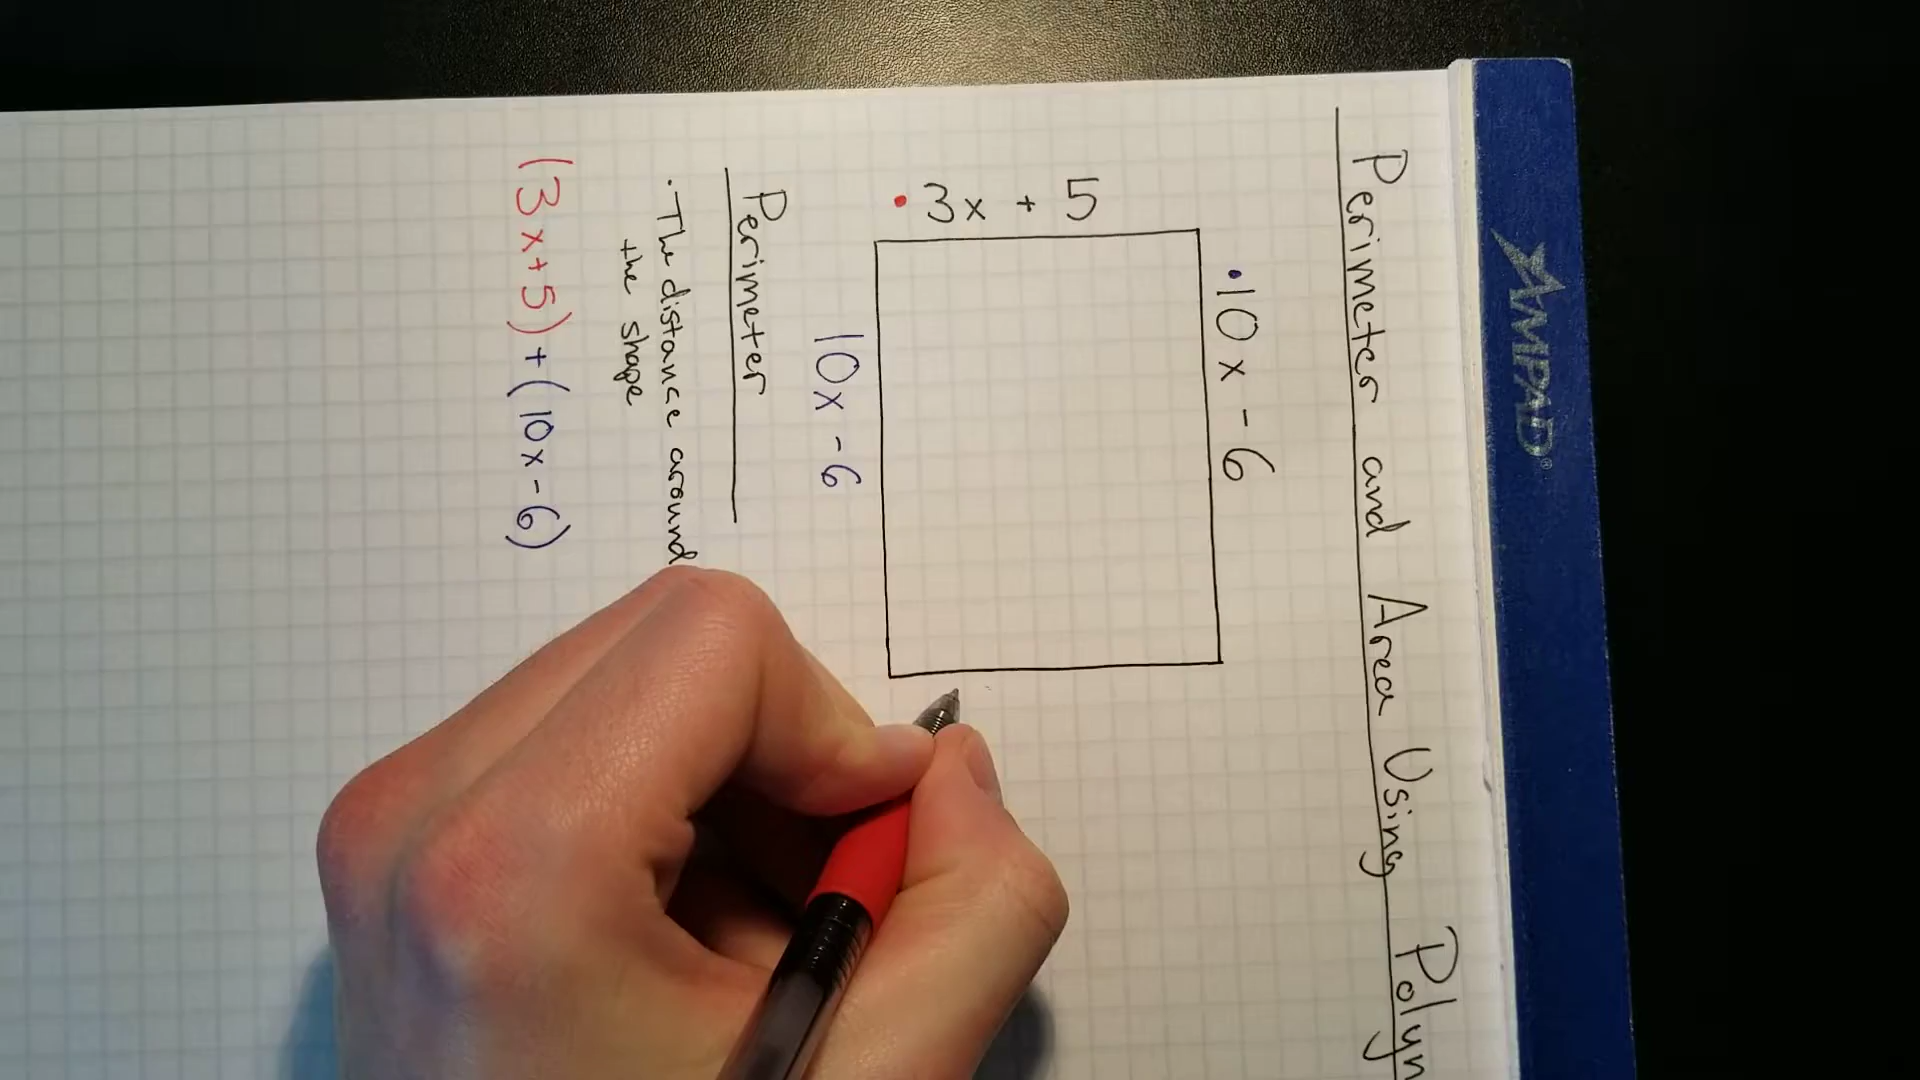 AMPAD®
Perimeter and Area Using Polyn
10x - 6
3x + 5
10x - 6
Perimeter
· The distance around
the shape
(3x+5) + (10x - 6)